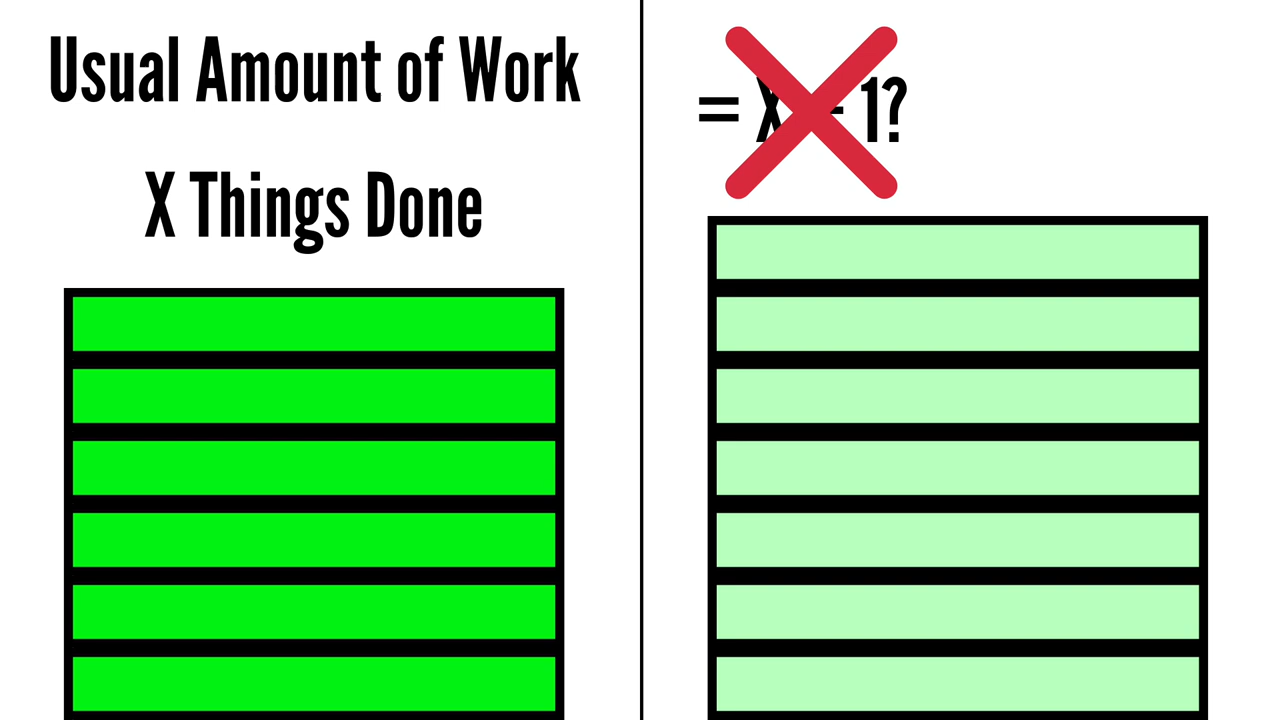 Usual Amount of Work
X Things Done
= X + 1?